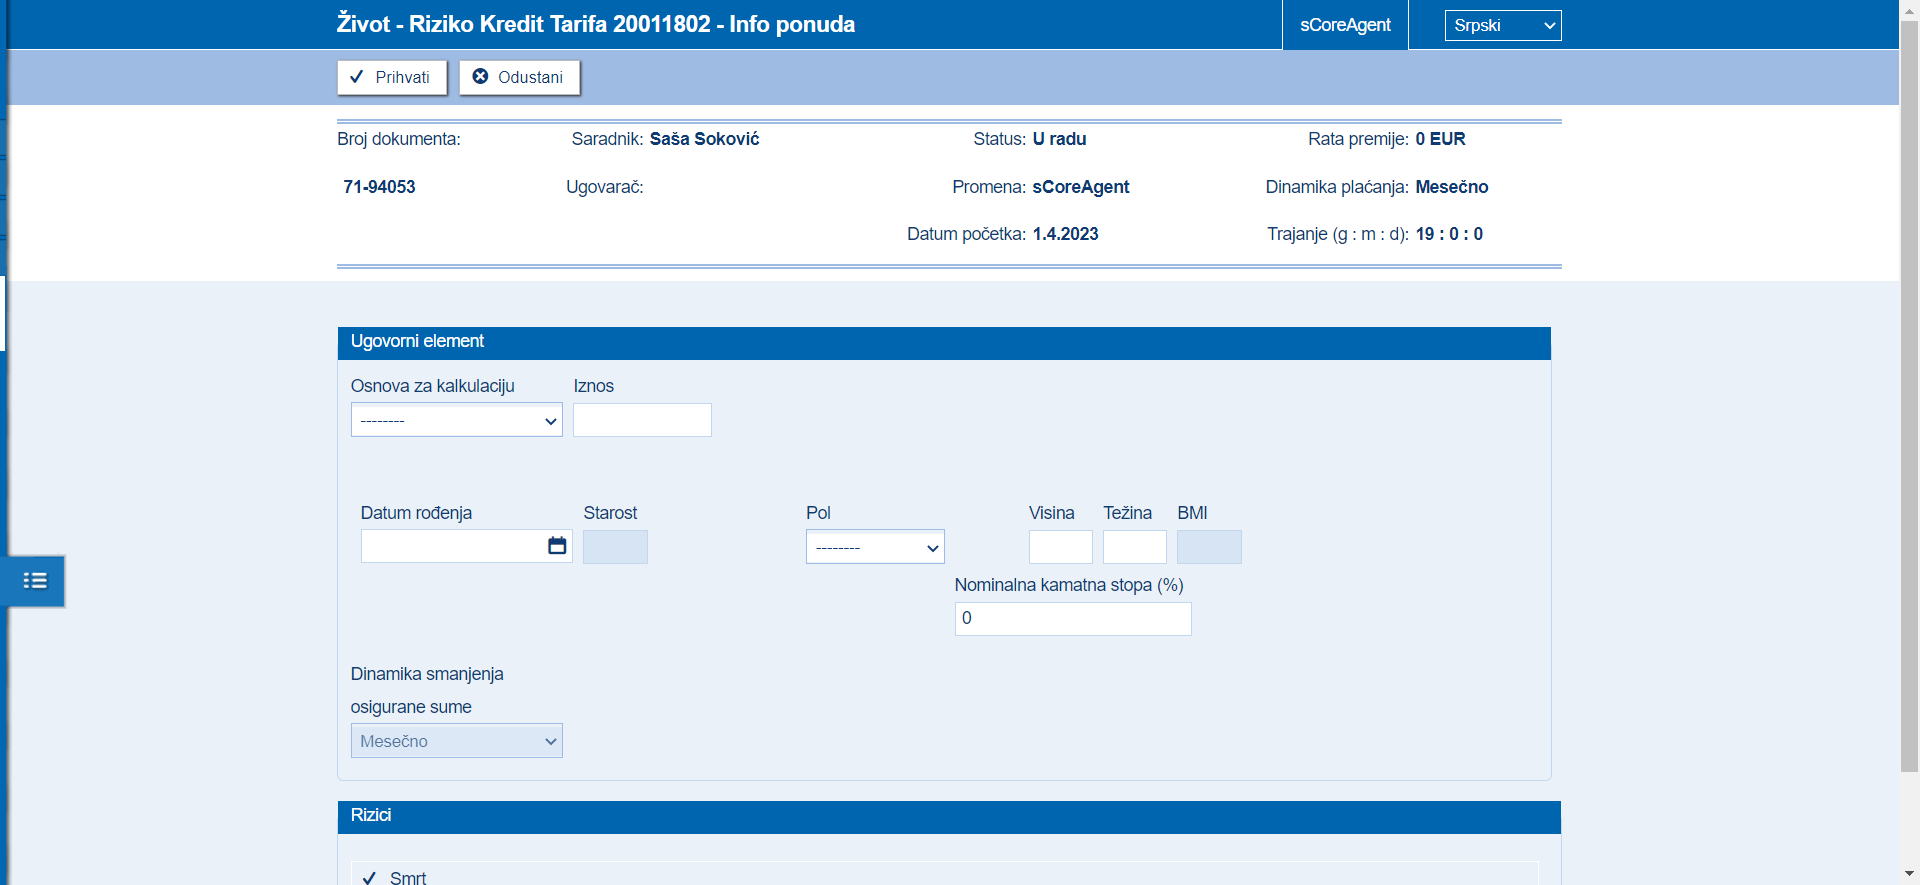 Život - Riziko Kredit Tarifa 20011802 - Info ponuda
sCoreAgent
Srpski
Prihvati
Odustani
Broj dokumenta:
Saradnik: Saša Soković
Status: U radu
Rata premije: 0 EUR
71-94053
Ugovarač:
Promena: sCoreAgent
Dinamika plaćanja: Mesečno
Datum početka: 1.4.2023
Trajanje (g : m : d): 19 : 0 : 0
Ugovorni element
Osnova za kalkulaciju
Iznos
--------
Datum rođenja
Starost
Pol
Visina
Težina
BMI
--------
Nominalna kamatna stopa (%)
0
Dinamika smanjenja
osigurane sume
Mesečno
Rizici
Smrt